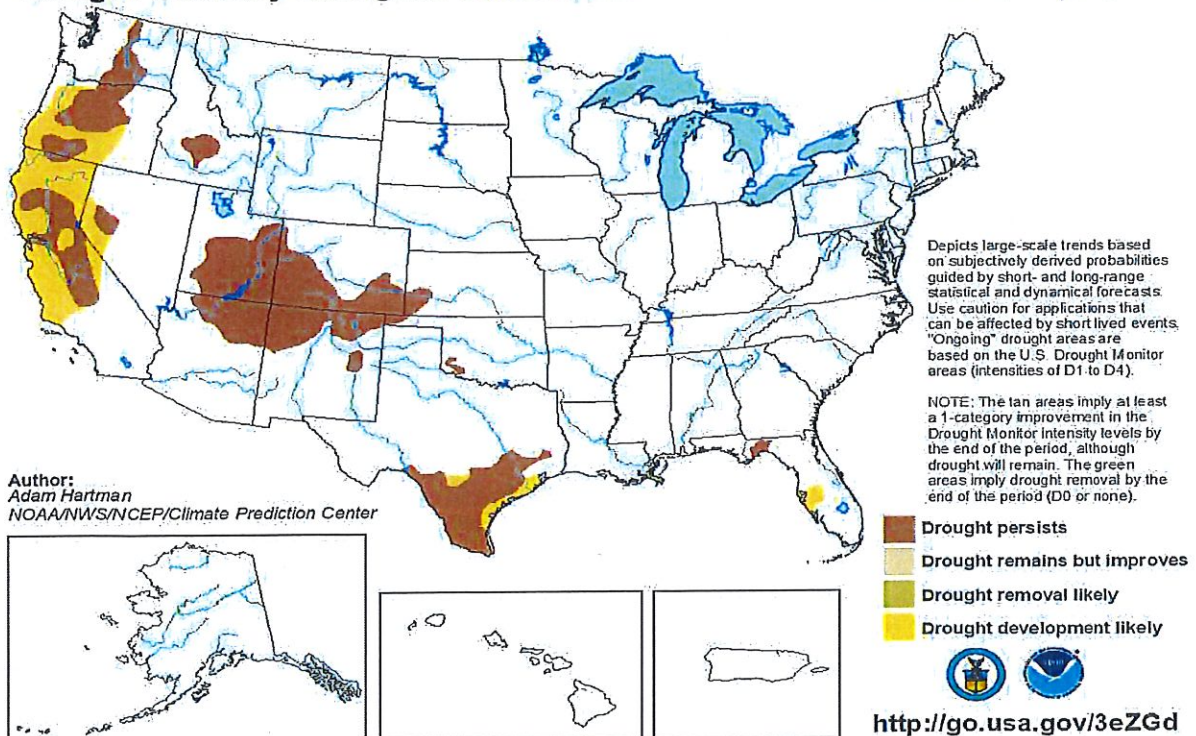 Depicts large-scale trends based
on subjectively derived probabilities
guided by short- and long-range
statistical and dynamical forecasts.
Use caution for applications that
can be affected by short lived events.
"Ongoing" drought areas are
based on the U.S. Drought Monitor
areas (intensities of D1 to D4).
NOTE: The tan areas imply at least
a 1-category improvement in the
Drought Monitor intensity levels by
the end of the period, although
drought will remain. The green
areas imply drought removal by the
end of the period (D0 or none).
Author:
Adam Hartman
NOAA/NWS/NCEP/Climate Prediction Center
Drought persists
Drought remains but improves
Drought removal likely
Drought development likely
http://go.usa.gov/3eZGd